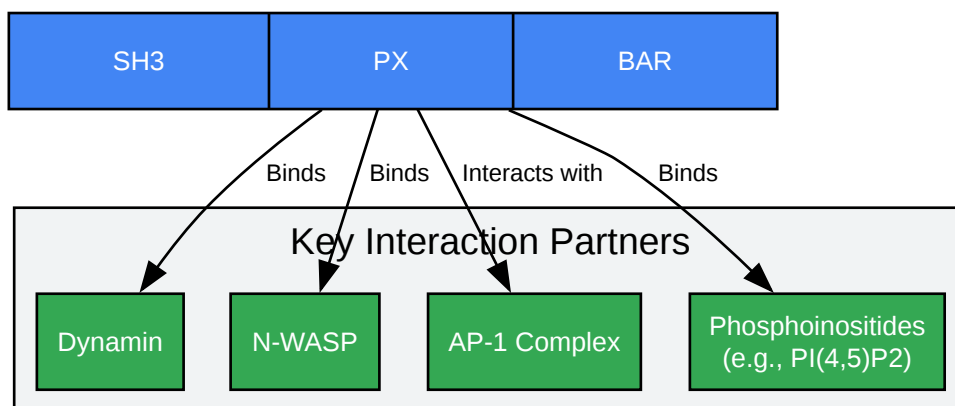 SH3
PX
BAR
Binds
Binds
Interacts with
Binds
Key Interaction Partners
Dynamin
N-WASP
AP-1 Complex
Phosphoinositides
(e.g., PI(4,5)P2)